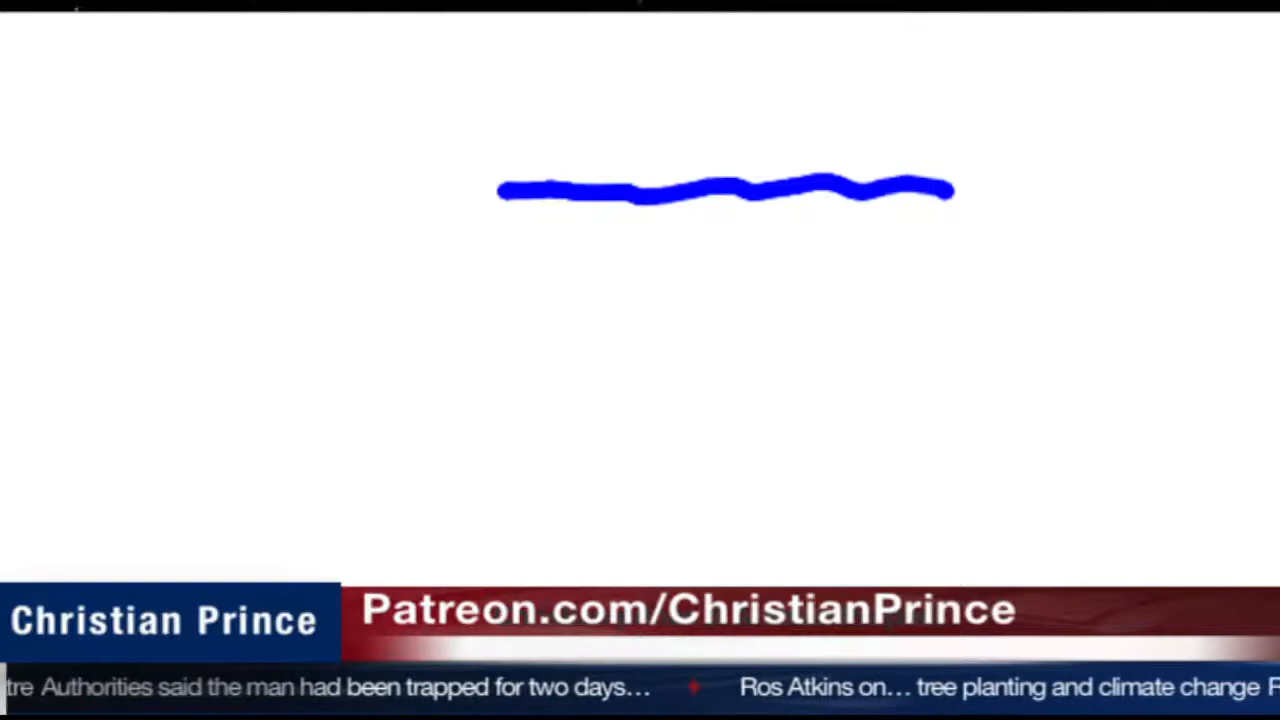 Christian Prince
Patreon.com/ChristianPrince
Authorities said the man had been trapped for two days... Ros Atkins on... tree planting and climate change